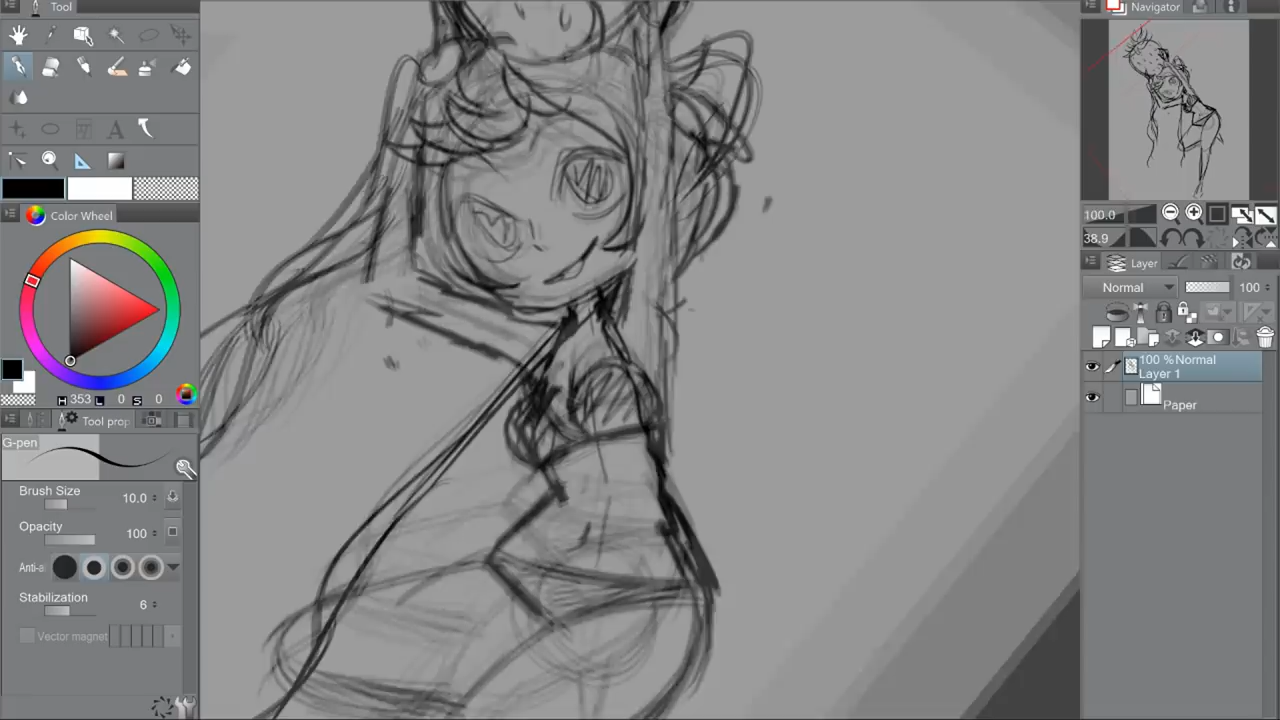 Tool
Navigator
100.0
38.9
Color Wheel
Layer
Normal
100
100 %Normal
Layer 1
Paper
H 353 L 0 S 0
Tool prop
G-pen
Brush Size
10.0
Opacity
100
Anti-a
Stabilization
6
Vector magnet